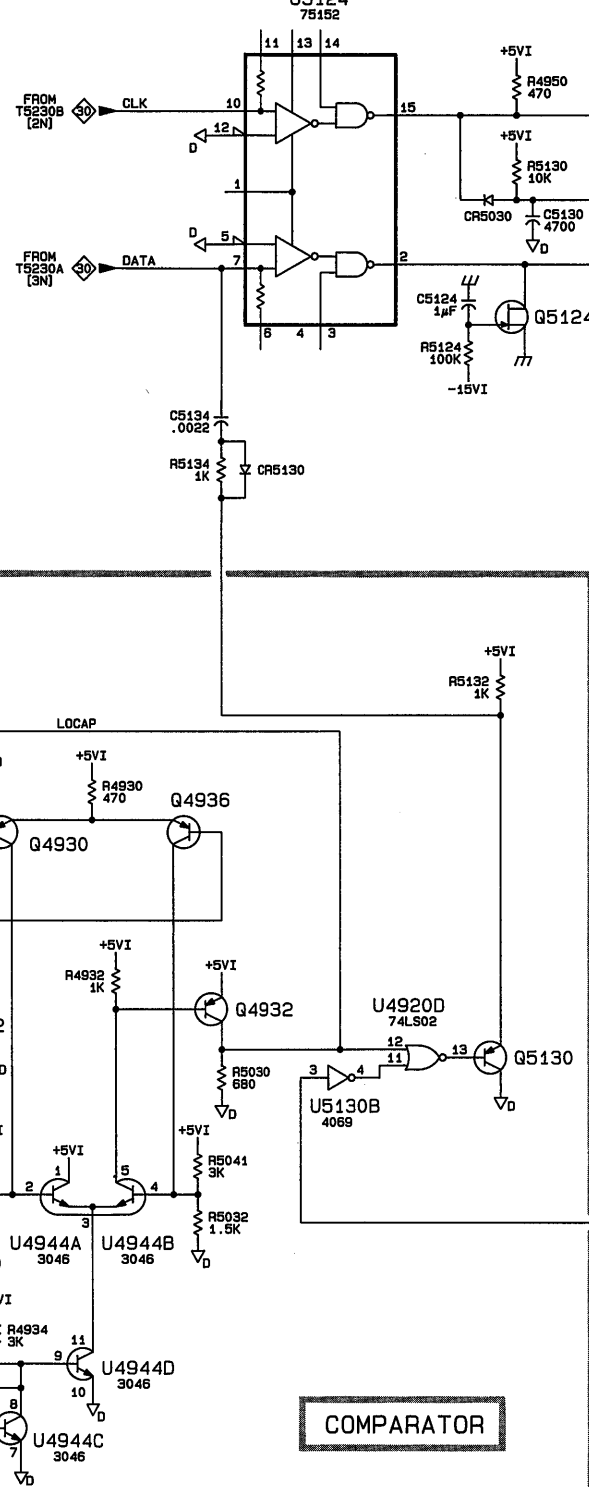 75152
11 13 14
+5VI
R4950
470
FROM
T5230B
[2N]
30
CLK
10
15
12
D
+5VI
R5130
10K
1
CR5030
C5130
4700
D
D
5
FROM
T5230A
[3N]
30
DATA
7
2
C5124
1µF
Q5124
6 4 3
R5124
100K
-15VI
C5134
.0022
R5134
1K
CR5130
+5VI
R5132
1K
LOCAP
+5VI
R4930
470
Q4936
Q4930
+5VI
R4932
1K
+5VI
Q4932
U4920D
74LS02
12
11
13
Q5130
R5030
680
D
3 4
U5130B
4069
D
+5VI
R5041
3K
+5VI
1
5
2
4
3
R5032
1.5K
D
U4944A
3046
U4944B
3046
R4934
3K
11
9
10
U4944D
3046
D
8
U4944C
3046
7
D
COMPARATOR